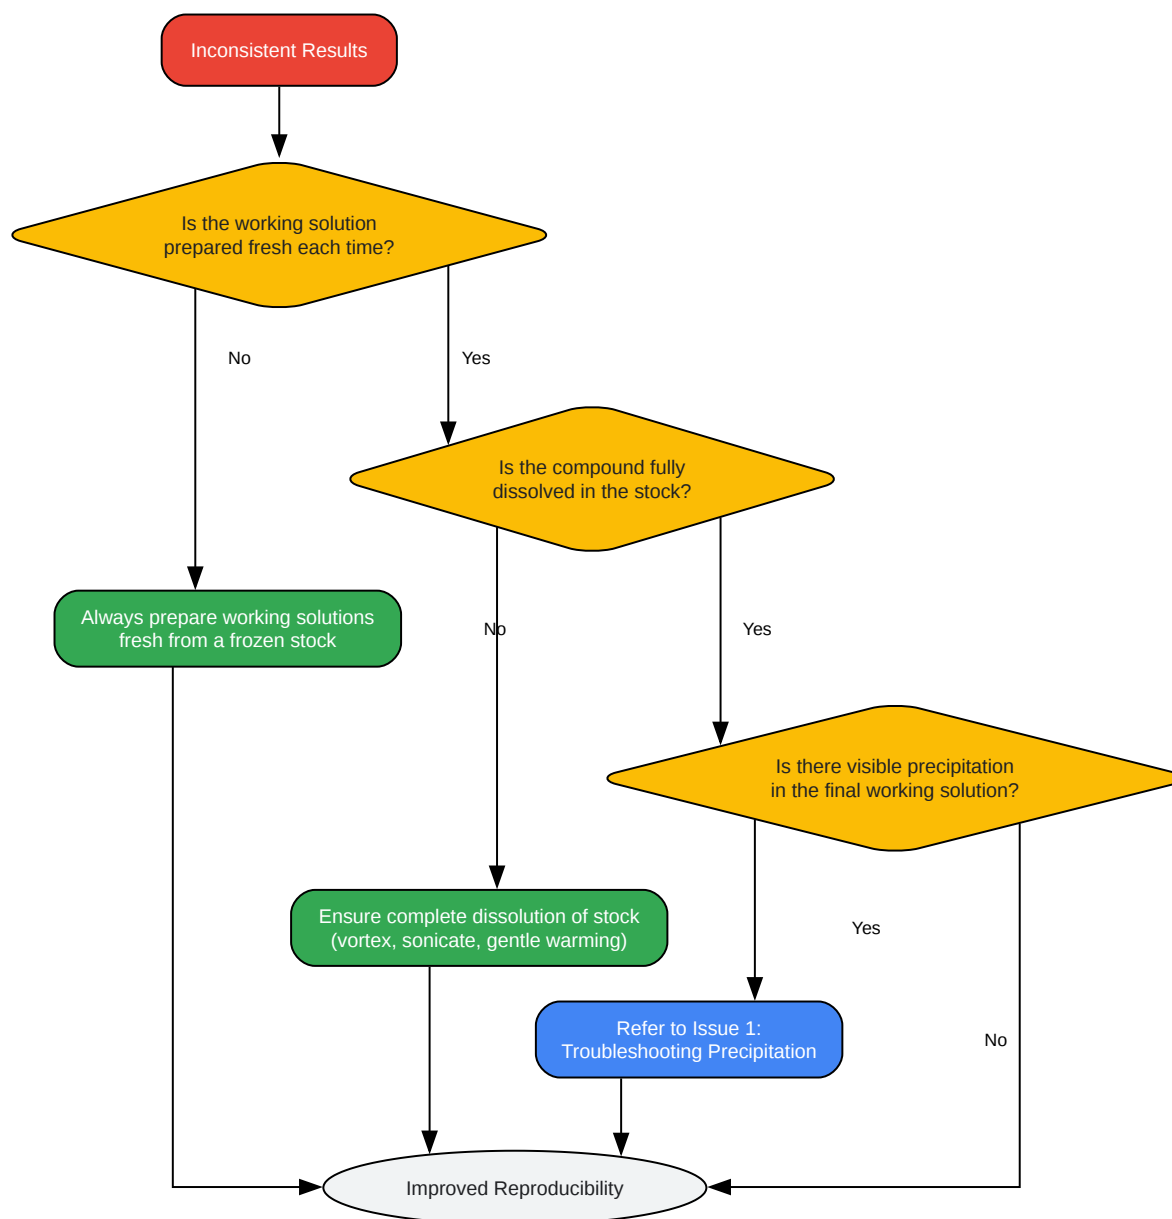 Inconsistent Results
Is the working solution
prepared fresh each time?
No
Yes
Is the compound fully
dissolved in the stock?
Always prepare working solutions
fresh from a frozen stock
No
Yes
Is there visible precipitation
in the final working solution?
Ensure complete dissolution of stock
(vortex, sonicate, gentle warming)
Yes
Refer to Issue 1:
Troubleshooting Precipitation
No
Improved Reproducibility